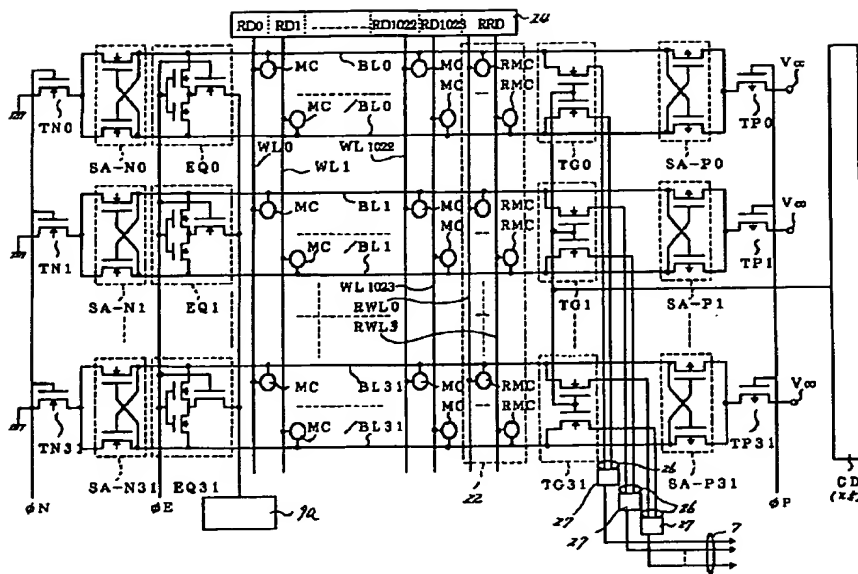 RD0 RD1 RD1022 RD1023 RRD 24
MC BL0 MC RMC
MC /BL0 MC RMC
TN0 SA-N0 EQ0 WL0 WL1 WL1022 TG0 SA-P0 TP0 Vcc
MC BL1 MC RMC
MC /BL1 MC RMC
TN1 SA-N1 EQ1 WL1023 RWL0 RWL3 TG1 SA-P1 TP1 Vcc
MC BL31 MC RMC
MC /BL31 MC RMC
TN31 SA-N31 EQ31 22 TG31 26 SA-P31 TP31 Vcc
φN φE φP
27 26
27 27
7